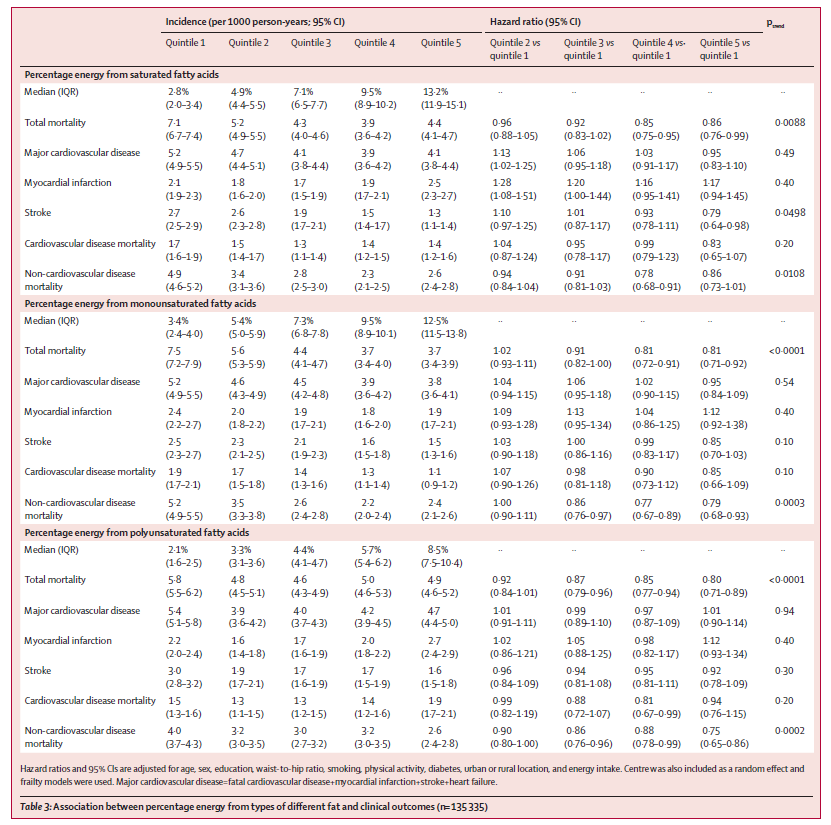 Incidence (per 1000 person-years; 95% CI) Hazard ratio (95% CI) p trend
Quintile 1 Quintile 2 Quintile 3 Quintile 4 Quintile 5 Quintile 2 vs quintile 1 Quintile 3 vs quintile 1 Quintile 4 vs. quintile 1 Quintile 5 vs quintile 1
Percentage energy from saturated fatty acids
Median (IQR) 2·8% 4·9% 7·1% 9·5% 13·2% ·· ·· ·· ·· ··
(2·0–3·4) (4·4–5·5) (6·5–7·7) (8·9–10·2) (11·9–15·1)
Total mortality 7·1 5·2 4·3 3·9 4·4 0·96 0·92 0·85 0·86 0·0088
(6·7–7·4) (4·9–5·5) (4·0–4·6) (3·6–4·2) (4·1–4·7) (0·88–1·05) (0·83–1·02) (0·75–0·95) (0·76–0·99)
Major cardiovascular disease 5·2 4·7 4·1 3·9 4·1 1·13 1·06 1·03 0·95 0·49
(4·9–5·5) (4·4–5·1) (3·8–4·4) (3·6–4·2) (3·8–4·4) (1·02–1·25) (0·95–1·18) (0·91–1·17) (0·83–1·10)
Myocardial infarction 2·1 1·8 1·7 1·9 2·5 1·28 1·20 1·16 1·17 0·40
(1·9–2·3) (1·6–2·0) (1·5–1·9) (1·7–2·1) (2·3–2·7) (1·08–1·51) (1·00–1·44) (0·95–1·41) (0·94–1·45)
Stroke 2·7 2·6 1·9 1·5 1·3 1·10 1·01 0·93 0·79 0·0498
(2·5–2·9) (2·3–2·8) (1·7–2·1) (1·4–1·7) (1·1–1·4) (0·97–1·25) (0·87–1·17) (0·78–1·11) (0·64–0·98)
Cardiovascular disease mortality 1·7 1·5 1·3 1·4 1·4 1·04 0·95 0·99 0·83 0·20
(1·6–1·9) (1·4–1·7) (1·1–1·4) (1·2–1·5) (1·2–1·6) (0·87–1·24) (0·78–1·17) (0·79–1·23) (0·65–1·07)
Non-cardiovascular disease 4·9 3·4 2·8 2·3 2·6 0·94 0·91 0·78 0·86 0·0108
mortality (4·6–5·2) (3·1–3·6) (2·5–3·0) (2·1–2·5) (2·4–2·8) (0·84–1·04) (0·81–1·03) (0·68–0·91) (0·73–1·01)
Percentage energy from monounsaturated fatty acids
Median (IQR) 3·4% 5·4% 7·3% 9·5% 12·5% ·· ·· ·· ·· ··
(2·4–4·0) (5·0–5·9) (6·8–7·8) (8·9–10·1) (11·5–13·8)
Total mortality 7·5 5·6 4·4 3·7 3·7 1·02 0·91 0·81 0·81 <0·0001
(7·2–7·9) (5·3–5·9) (4·1–4·7) (3·4–4·0) (3·4–3·9) (0·93–1·11) (0·82–1·00) (0·72–0·91) (0·71–0·92)
Major cardiovascular disease 5·2 4·6 4·5 3·9 3·8 1·04 1·06 1·02 0·95 0·54
(4·9–5·5) (4·3–4·9) (4·2–4·8) (3·6–4·2) (3·6–4·1) (0·94–1·15) (0·95–1·18) (0·90–1·15) (0·84–1·09)
Myocardial infarction 2·4 2·0 1·9 1·8 1·9 1·09 1·13 1·04 1·12 0·40
(2·2–2·7) (1·8–2·2) (1·7–2·1) (1·6–2·0) (1·7–2·1) (0·93–1·28) (0·95–1·34) (0·86–1·25) (0·92–1·38)
Stroke 2·5 2·3 2·1 1·6 1·5 1·03 1·00 0·99 0·85 0·10
(2·3–2·7) (2·1–2·5) (1·9–2·3) (1·5–1·8) (1·3–1·6) (0·90–1·18) (0·86–1·16) (0·83–1·17) (0·70–1·03)
Cardiovascular disease mortality 1·9 1·7 1·4 1·3 1·1 1·07 0·98 0·90 0·85 0·10
(1·7–2·1) (1·5–1·8) (1·3–1·6) (1·1–1·4) (0·9–1·2) (0·90–1·26) (0·81–1·18) (0·73–1·12) (0·66–1·09)
Non-cardiovascular disease 5·2 3·5 2·6 2·2 2·4 1·00 0·86 0·77 0·79 0·0003
mortality (4·9–5·5) (3·3–3·8) (2·4–2·8) (2·0–2·4) (2·1–2·6) (0·90–1·11) (0·76–0·97) (0·67–0·89) (0·68–0·93)
Percentage energy from polyunsaturated fatty acids
Median (IQR) 2·1% 3·3% 4·4% 5·7% 8·5% ·· ·· ·· ·· ··
(1·6–2·5) (3·1–3·6) (4·1–4·7) (5·4–6·2) (7·5–10·4)
Total mortality 5·8 4·8 4·6 5·0 4·9 0·92 0·87 0·85 0·80 <0·0001
(5·5–6·2) (4·5–5·1) (4·3–4·9) (4·6–5·3) (4·6–5·2) (0·84–1·01) (0·79–0·96) (0·77–0·94) (0·71–0·89)
Major cardiovascular disease 5·4 3·9 4·0 4·2 4·7 1·01 0·99 0·97 1·01 0·94
(5·1–5·8) (3·6–4·2) (3·7–4·3) (3·9–4·5) (4·4–5·0) (0·91–1·11) (0·89–1·10) (0·87–1·09) (0·90–1·14)
Myocardial infarction 2·2 1·6 1·7 2·0 2·7 1·02 1·05 0·98 1·12 0·40
(2·0–2·4) (1·4–1·8) (1·6–1·9) (1·8–2·2) (2·4–2·9) (0·86–1·21) (0·88–1·25) (0·82–1·17) (0·93–1·34)
Stroke 3·0 1·9 1·7 1·7 1·6 0·96 0·94 0·95 0·92 0·30
(2·8–3·2) (1·7–2·1) (1·6–1·9) (1·5–1·9) (1·5–1·8) (0·84–1·09) (0·81–1·08) (0·81–1·11) (0·78–1·09)
Cardiovascular disease mortality 1·5 1·3 1·3 1·4 1·9 0·99 0·88 0·81 0·94 0·20
(1·3–1·6) (1·1–1·5) (1·2–1·5) (1·2–1·6) (1·7–2·1) (0·82–1·19) (0·72–1·07) (0·67–0·99) (0·76–1·15)
Non-cardiovascular disease 4·0 3·2 3·0 3·2 2·6 0·90 0·86 0·88 0·75 0·0002
mortality (3·7–4·3) (3·0–3·5) (2·7–3·2) (3·0–3·5) (2·4–2·8) (0·80–1·00) (0·76–0·96) (0·78–0·99) (0·65–0·86)
Hazard ratios and 95% CIs are adjusted for age, sex, education, waist-to-hip ratio, smoking, physical activity, diabetes, urban or rural location, and energy intake. Centre was also included as a random effect and
frailty models were used. Major cardiovascular disease=fatal cardiovascular disease+myocardial infarction+stroke+heart failure.
Table 3: Association between percentage energy from types of different fat and clinical outcomes (n=135 335)